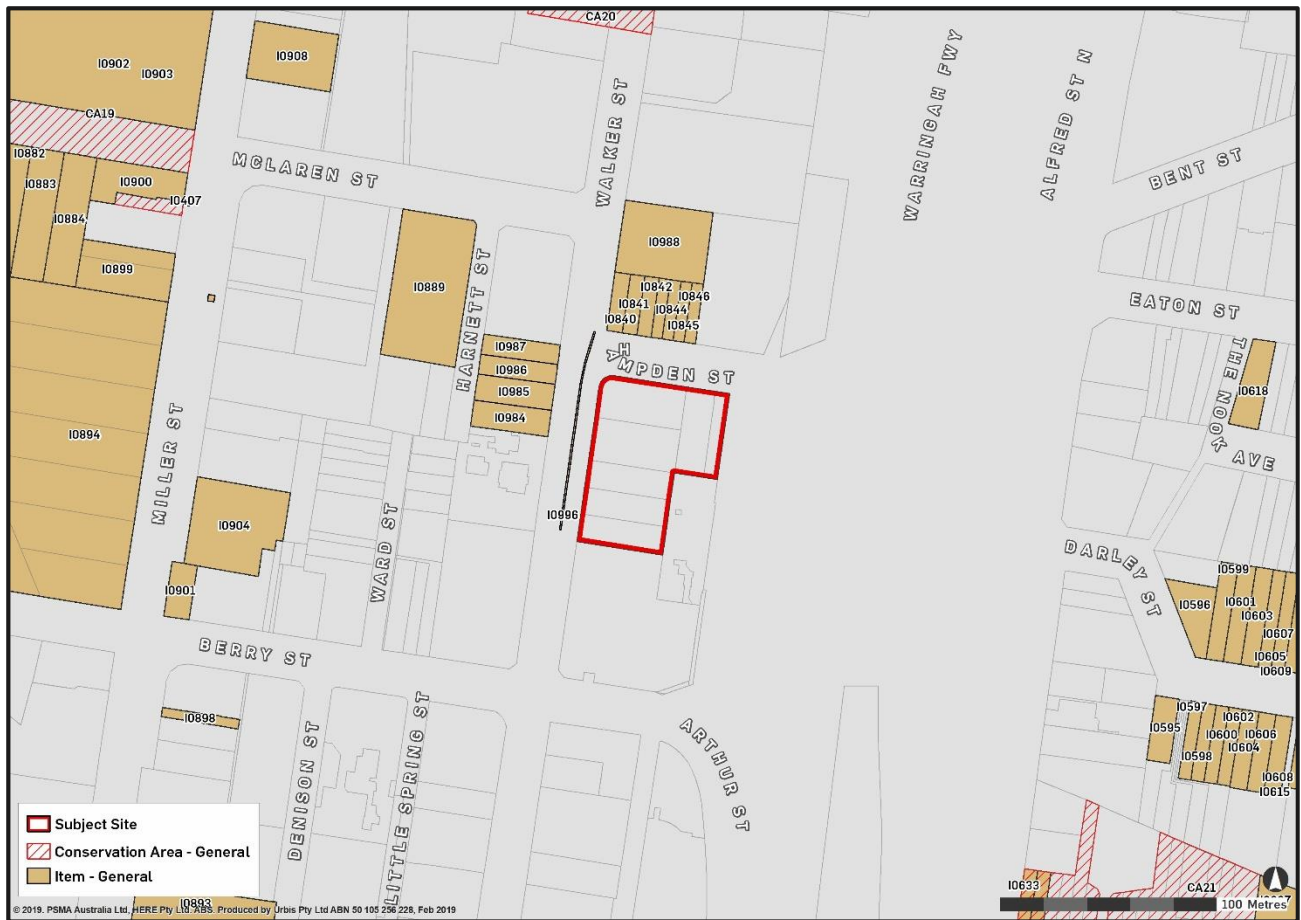 CA20
I0902
I0903
I0908
CA19
WALKER ST
WARRINGAH FWY
ALFRED ST N
BENT ST
I0882
I0883
I0900
I0407
I0884
MCLAREN ST
I0899
I0988
I0889
HARNETT ST
I0842
I0846
I0841
I0844
I0840
I0845
EATON ST
THE NOOK AVE
I0618
I0987
I0986
I0985
I0984
HAMPDEN ST
MILLER ST
I0894
I0996
I0904
WARD ST
I0901
DARLEY ST
I0599
I0596
I0601
I0603
I0607
I0605
I0609
BERRY ST
I0898
DENISON ST
LITTLE SPRING ST
ARTHUR ST
I0597
I0595
I0602
I0600
I0606
I0604
I0598
I0608
I0615
Subject Site
Conservation Area - General
Item - General
I0893
I0633
CA21
100 Metres
© 2019. PSMA Australia Ltd, HERE Pty Ltd. ABS. Produced by Urbis Pty Ltd ABN 50 105 256 228, Feb 2019